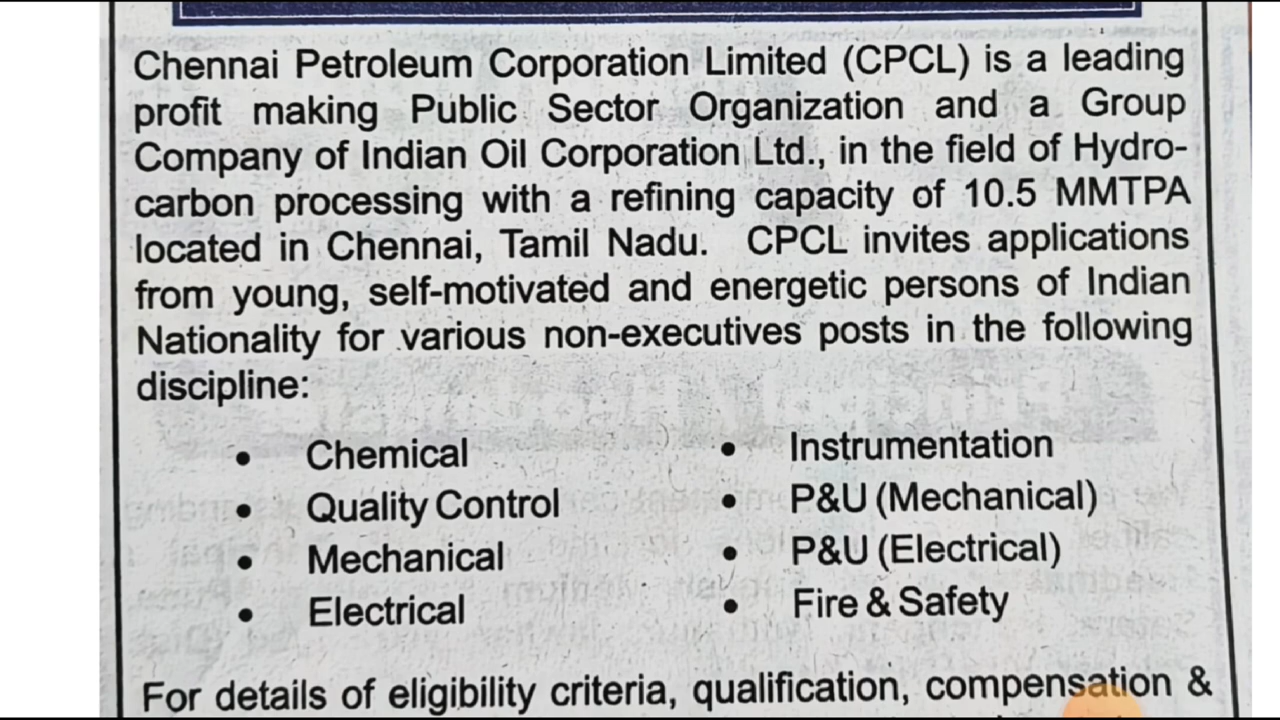 Chennai Petroleum Corporation Limited (CPCL) is a leading
profit making Public Sector Organization and a Group
Company of Indian Oil Corporation Ltd., in the field of Hydro-
carbon processing with a refining capacity of 10.5 MMTPA
located in Chennai, Tamil Nadu. CPCL invites applications
from young, self-motivated and energetic persons of Indian
Nationality for various non-executives posts in the following
discipline:
• Chemical
• Quality Control
• Mechanical
• Electrical
• Instrumentation
• P&U (Mechanical)
• P&U (Electrical)
• Fire & Safety
For details of eligibility criteria, qualification, compensation &